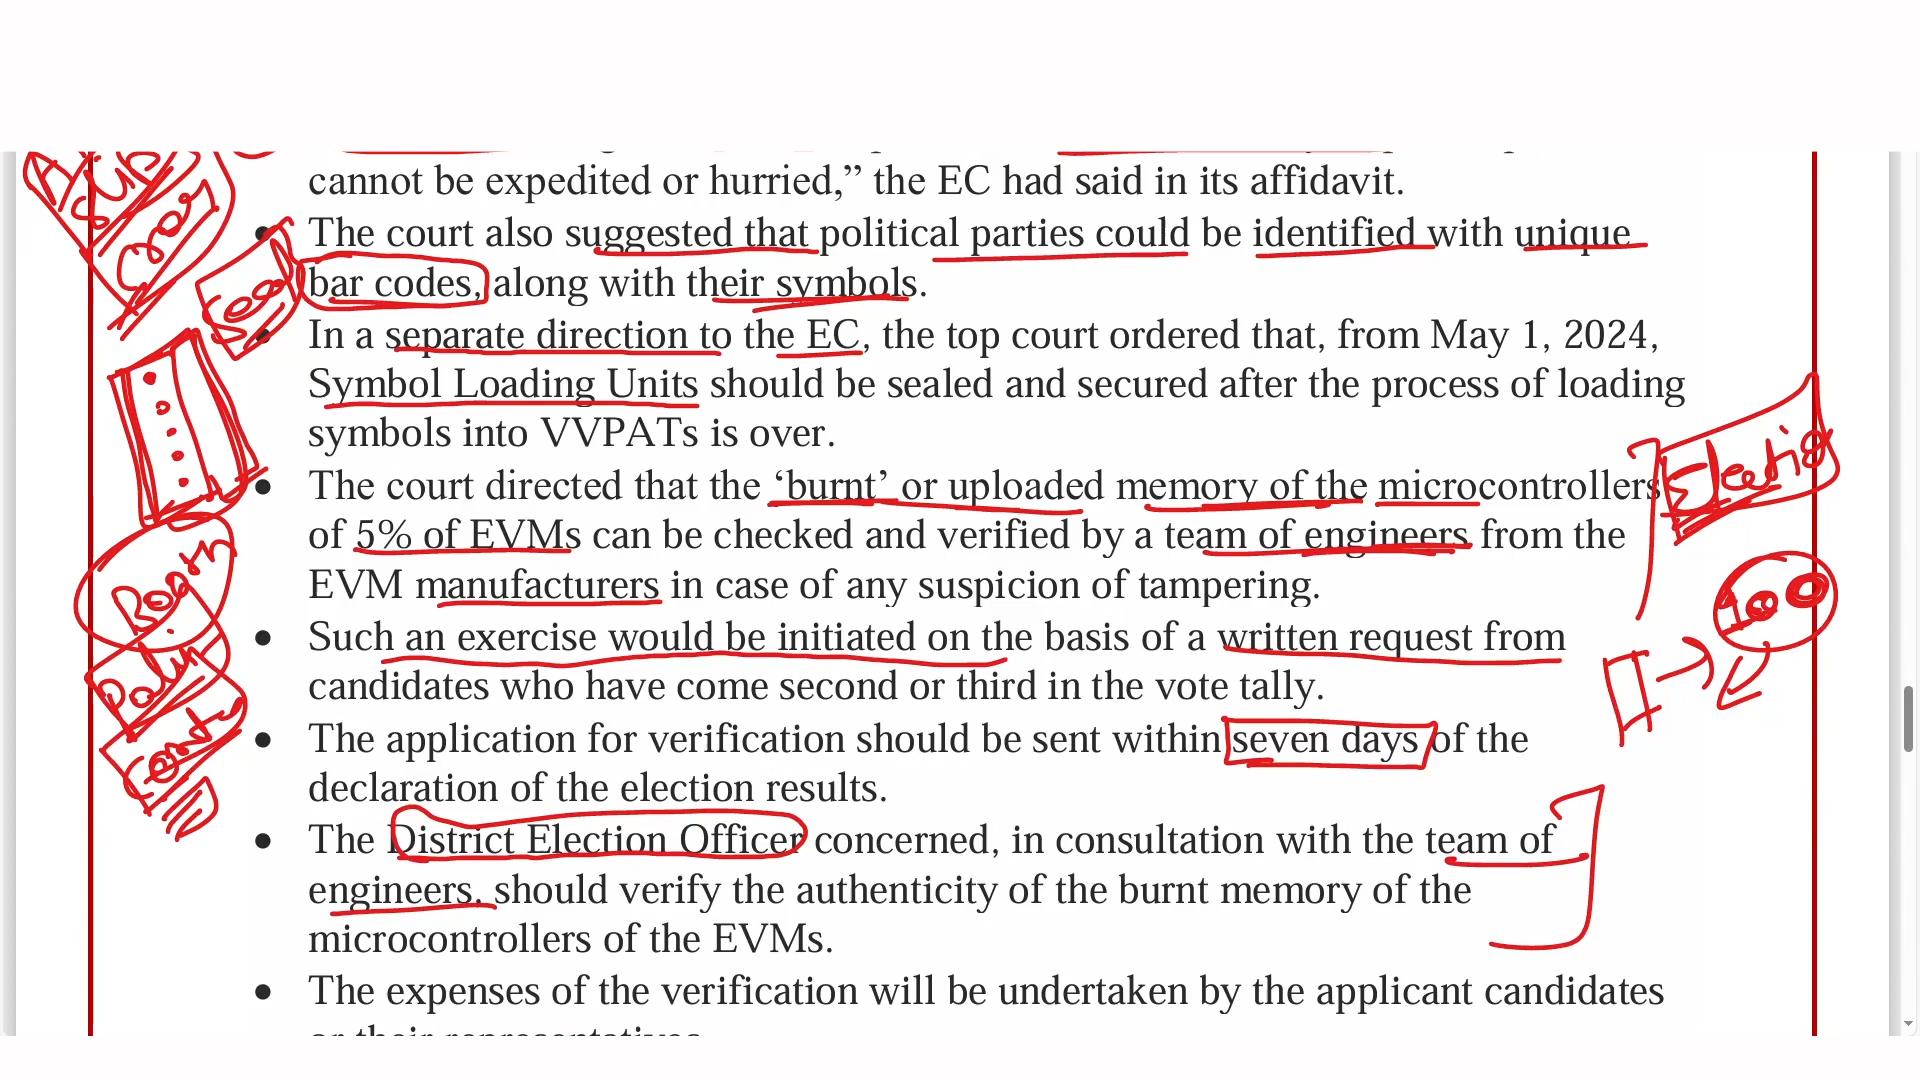 cannot be expedited or hurried,” the EC had said in its affidavit.
• The court also suggested that political parties could be identified with unique
bar codes, along with their symbols.
• In a separate direction to the EC, the top court ordered that, from May 1, 2024,
Symbol Loading Units should be sealed and secured after the process of loading
symbols into VVPATs is over.
• The court directed that the ‘burnt’ or uploaded memory of the microcontrollers
of 5% of EVMs can be checked and verified by a team of engineers from the
EVM manufacturers in case of any suspicion of tampering.
• Such an exercise would be initiated on the basis of a written request from
candidates who have come second or third in the vote tally.
• The application for verification should be sent within seven days of the
declaration of the election results.
• The District Election Officer concerned, in consultation with the team of
engineers, should verify the authenticity of the burnt memory of the
microcontrollers of the EVMs.
• The expenses of the verification will be undertaken by the applicant candidates
or their representatives.
Room
100